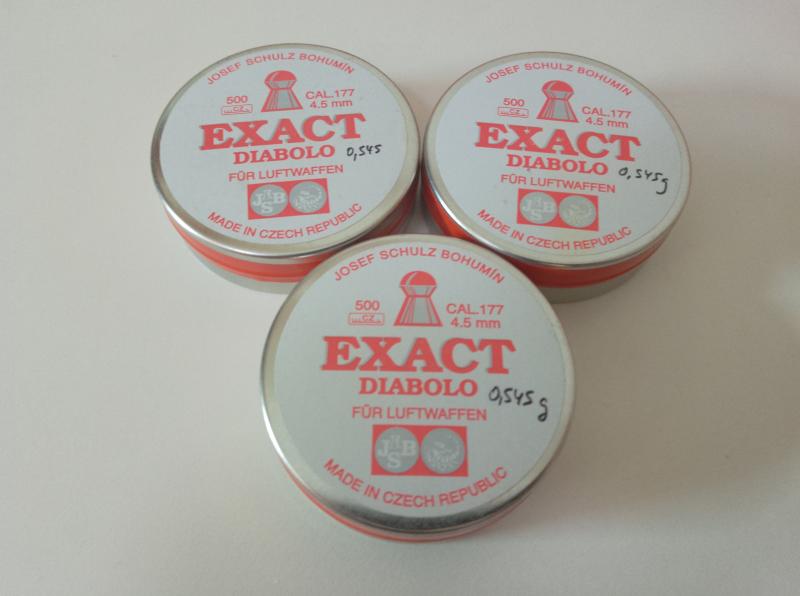 JOSEF SCHULZ BOHUMÍN
500
CZ
CAL.177
4.5 mm
EXACT
DIABOLO 0,545
FÜR LUFTWAFFEN
JSB
MADE IN CZECH REPUBLIC
JOSEF SCHULZ BOHUMÍN
500
CZ
CAL.177
4.5 mm
EXACT
DIABOLO 0,545g
FÜR LUFTWAFFEN
JSB
MADE IN CZECH REPUBLIC
JOSEF SCHULZ BOHUMÍN
500
CZ
CAL.177
4.5 mm
EXACT
DIABOLO 0,545 g
FÜR LUFTWAFFEN
JSB
MADE IN CZECH REPUBLIC